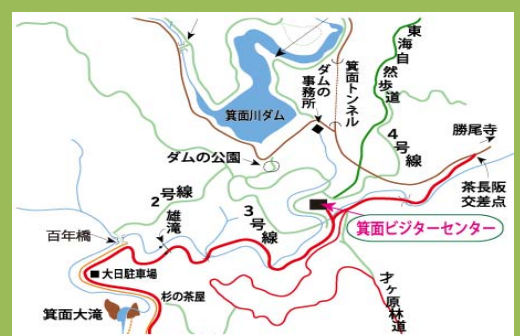 東海自然歩道
箕面トンネル
ダムの
事務所
箕面川ダム
4号線
勝尾寺
ダムの公園
茶長阪
交差点
2号線
雄滝
3号線
箕面ビジターセンター
百年橋
大日駐車場
杉の茶屋
箕面大滝
才ヶ原林道